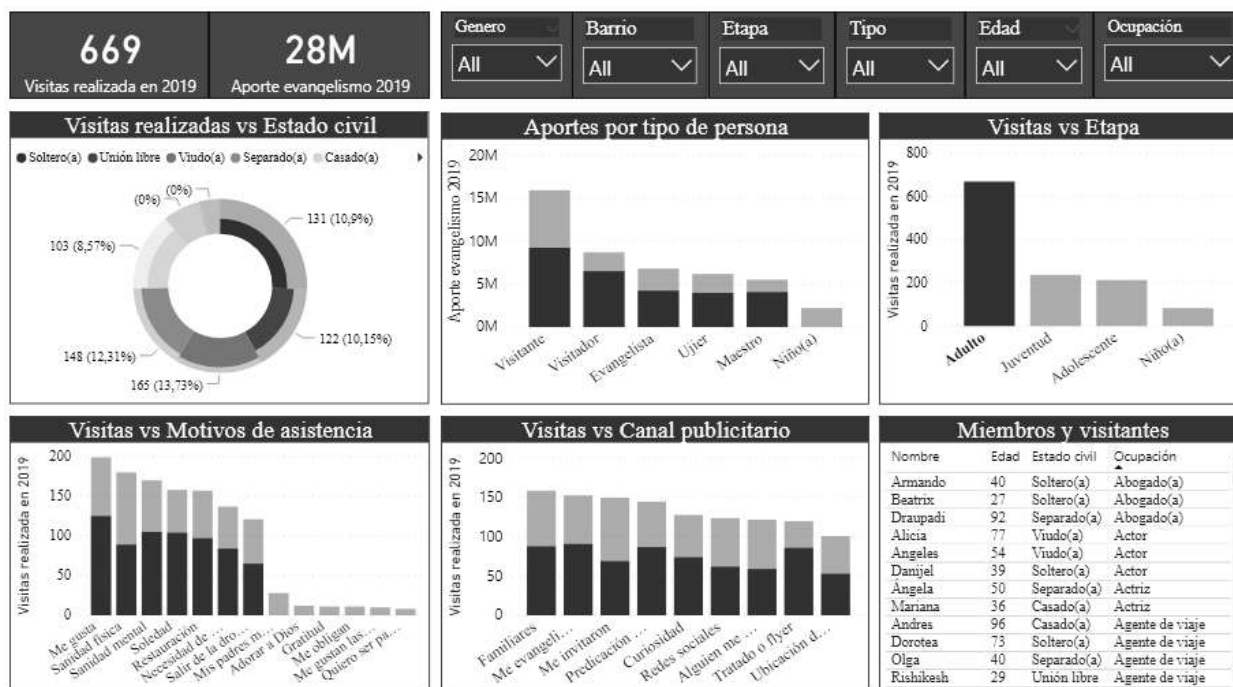 669
Visitas realizada en 2019
28M
Aporte evangelismo 2019
Genero
All
Barrio
All
Etapa
All
Tipo
All
Edad
All
Ocupación
All
Visitas realizadas vs Estado civil
Soltero(a) Unión libre Viudo(a) Separado(a) Casado(a)
(0%)
(0%)
131 (10,9%)
103 (8,57%)
122 (10,15%)
148 (12,31%)
165 (13,73%)
Aportes por tipo de persona
Aporte evangelismo 2019
20M
15M
10M
5M
0M
Visitante
Visitador
Evangelista
Ujier
Maestro
Niño(a)
Visitas vs Etapa
Visitas realizada en 2019
800
600
400
200
0
Adulto
Juventud
Adolescente
Niño(a)
Visitas vs Motivos de asistencia
Visitas realizada en 2019
200
150
100
50
0
Me gusta
Sanidad física
Sanidad mental
Soledad
Restauración
Necesidad de ...
Salir de la dro...
Mis padres m...
Adorar a Dios
Gratitud
Me obligan
Me gustan las...
Quiero ser pa...
Visitas vs Canal publicitario
Visitas realizada en 2019
200
150
100
50
0
Familiares
Me evangeli...
Me invitaron
Predicación ...
Curiosidad
Redes sociales
Alguien me ...
Tratado o flyer
Ubicación d...
Miembros y visitantes
Nombre Edad Estado civil Ocupación
Armando 40 Soltero(a) Abogado(a)
Beatrix 27 Soltero(a) Abogado(a)
Draupadi 92 Separado(a) Abogado(a)
Alicia 77 Viudo(a) Actor
Angeles 54 Viudo(a) Actor
Danijel 39 Soltero(a) Actor
Ángela 50 Separado(a) Actriz
Mariana 36 Casado(a) Actriz
Andres 96 Casado(a) Agente de viaje
Dorotea 73 Soltero(a) Agente de viaje
Olga 40 Separado(a) Agente de viaje
Rishikesh 29 Unión libre Agente de viaje